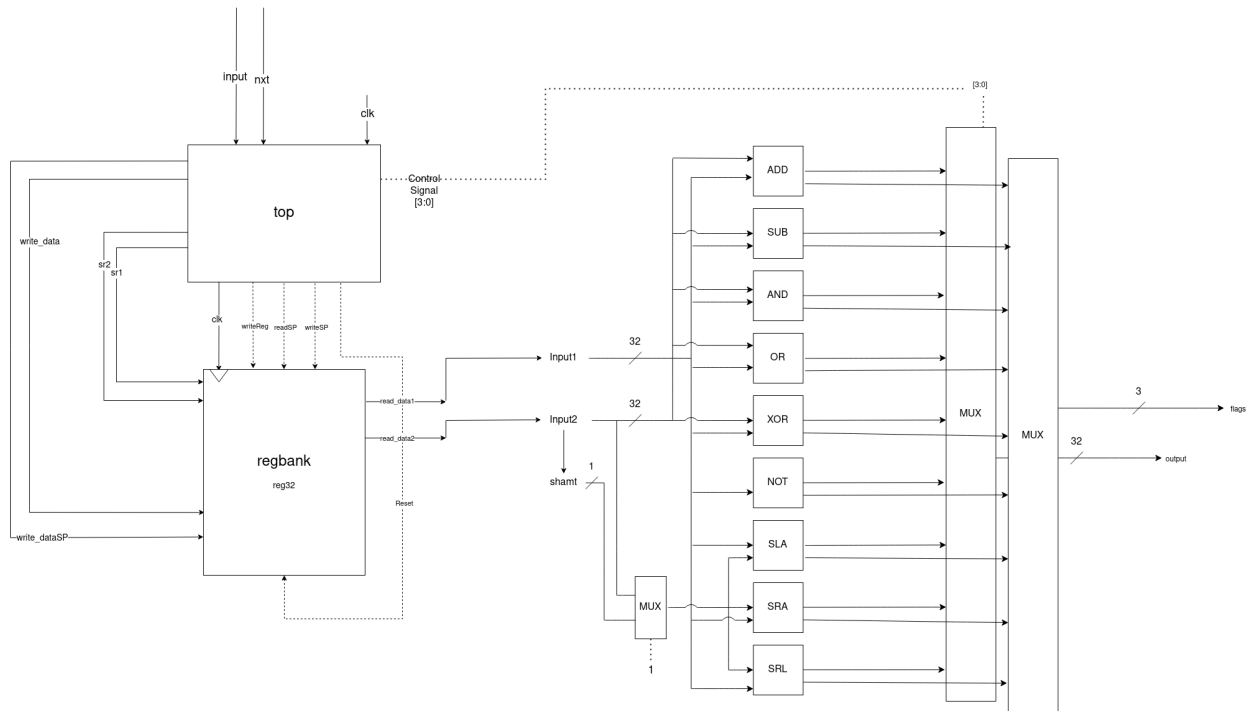 input
nxt
clk
[3:0]
top
Control
Signal
[3:0]
write_data
sr2
sr1
clk
writeReg
readSP
writeSP
regbank
reg32
read_data1
read_data2
Reset
write_dataSP
Input1
32
Input2
32
shamt
1
MUX
1
ADD
SUB
AND
OR
XOR
NOT
SLA
SRA
SRL
MUX
MUX
3
flags
32
output